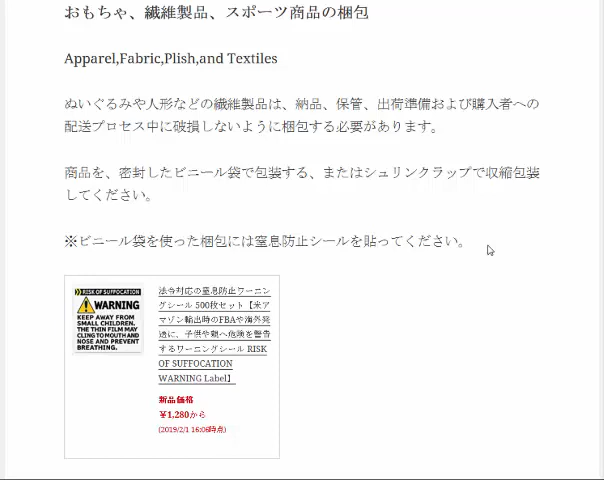 おもちゃ、繊維製品、スポーツ商品の梱包
Apparel,Fabric,Plish,and Textiles
ぬいぐるみや人形などの繊維製品は、納品、保管、出荷準備および購入者への
配送プロセス中に破損しないように梱包する必要があります。
商品を、密封したビニール袋で包装する、またはシュリンクラップで収縮包装
してください。
※ビニール袋を使った梱包には窒息防止シールを貼ってください。
RISK OF SUFFOCATION
WARNING
KEEP AWAY FROM
SMALL CHILDREN.
THE THIN FILM MAY
CLING TO MOUTH AND
NOSE AND PREVENT
BREATHING.
法令対応の窒息防止ワーニン
グシール 500枚セット【米ア
マゾン輸出時のFBAや海外発
送に、子供や親へ危険を警告
するワーニングシール RISK
OF SUFFOCATION
WARNING Label】
新品価格
￥1,280から
(2019/2/1 16:06時点)